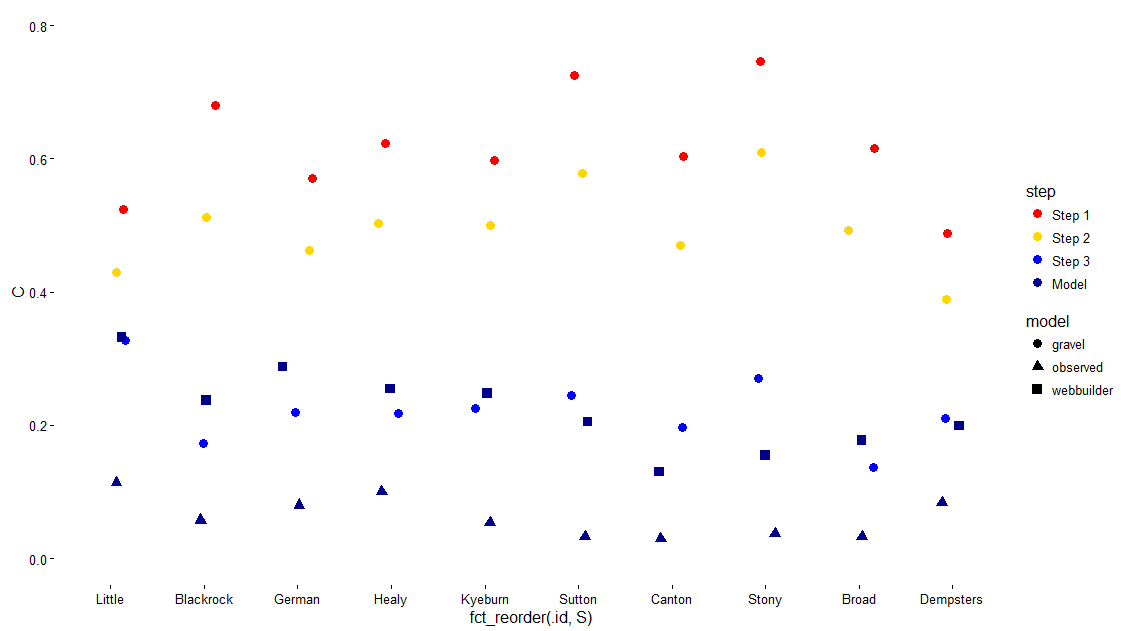 0.8
0.6
0.4
0.2
0.0
C
Little Blackrock German Healy Kyeburn Sutton Canton Stony Broad Dempsters
fct_reorder(.id, S)
step
Step 1
Step 2
Step 3
Model
model
gravel
observed
webbuilder